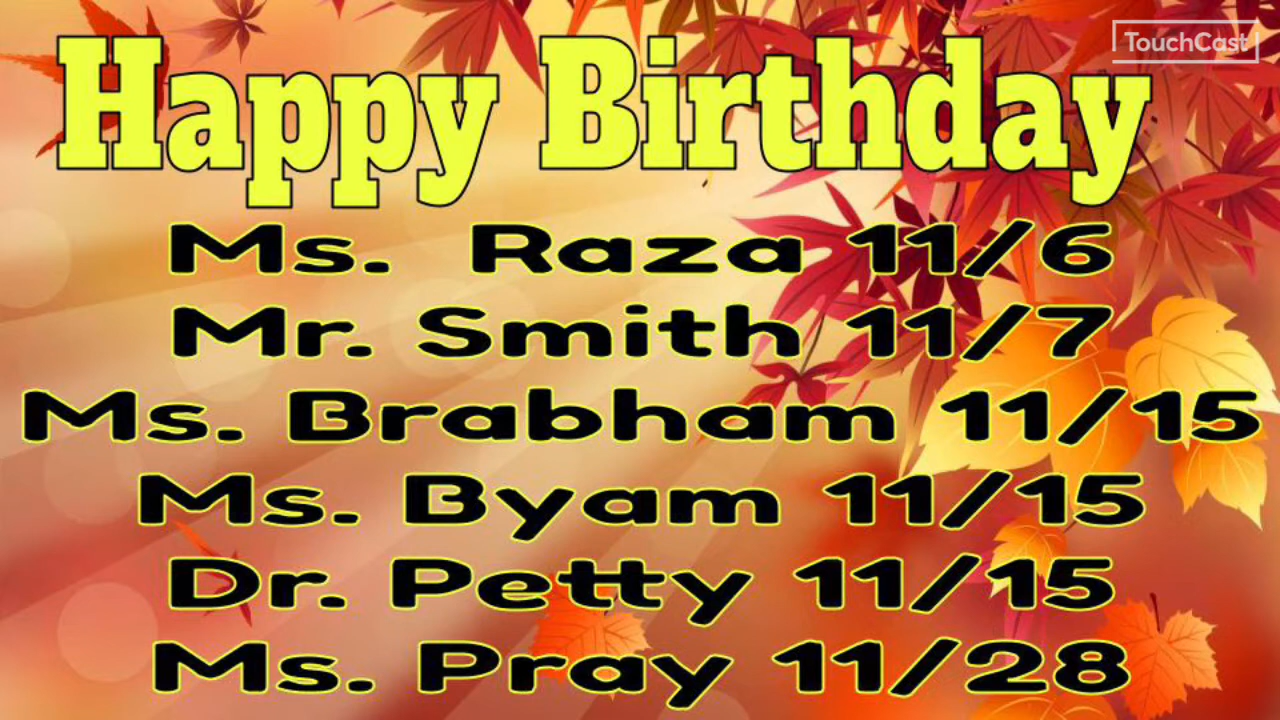 TouchCast
Happy Birthday
Ms. Raza 11/6
Mr. Smith 11/7
Ms. Brabham 11/15
Ms. Byam 11/15
Dr. Petty 11/15
Ms. Pray 11/28